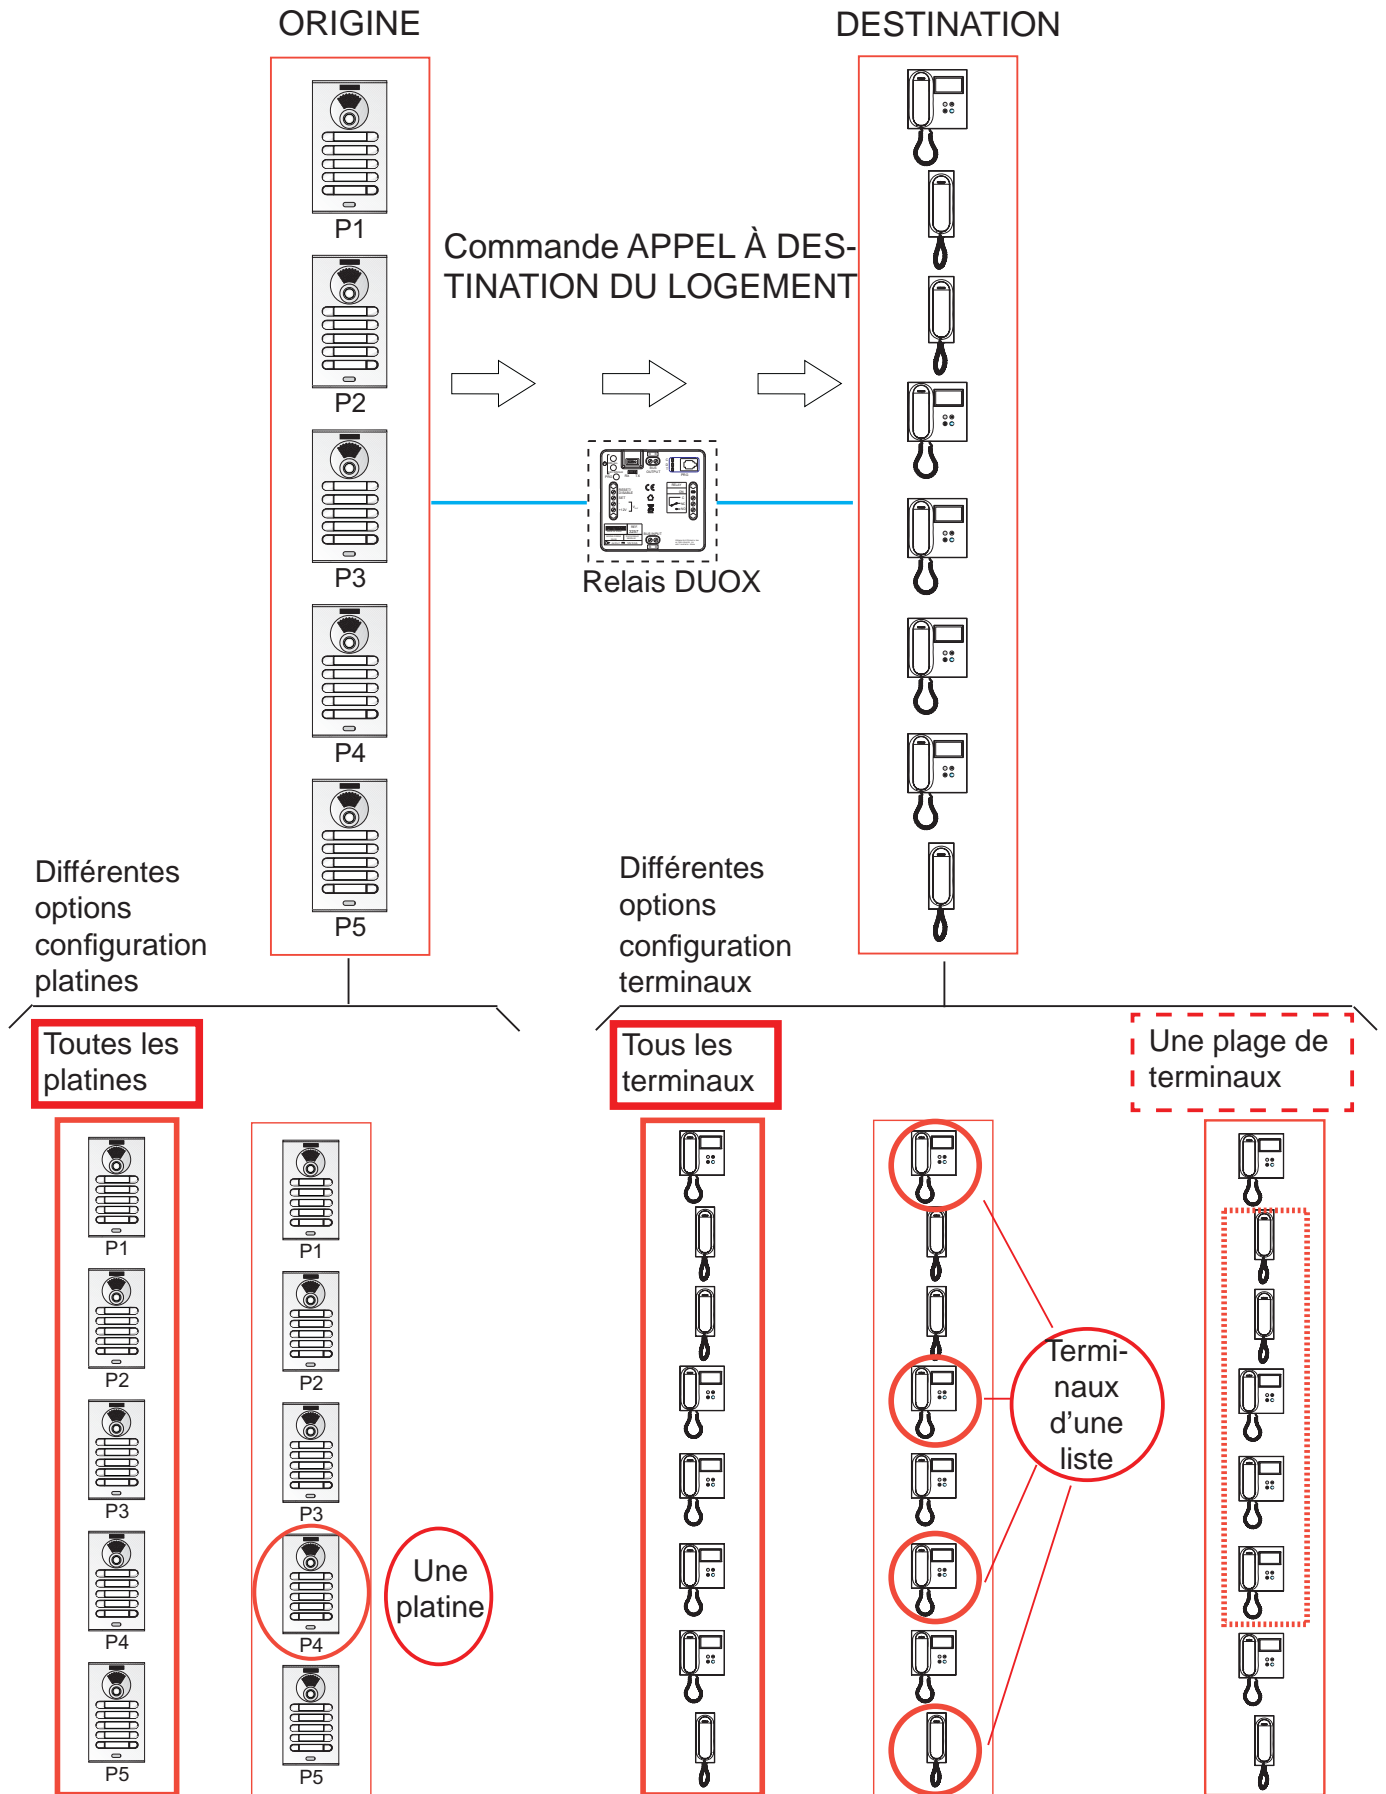 ORIGINE
DESTINATION
P1
P2
P3
P4
P5
Commande APPEL À DES-
TINATION DU LOGEMENT
Relais DUOX
Différentes
options
configuration
platines
Différentes
options
configuration
terminaux
Toutes les
platines
P1
P2
P3
P4
P5
P1
P2
P3
P4
P5
Une
platine
Tous les
terminaux
Termi-
naux
d'une
liste
Une plage de
terminaux